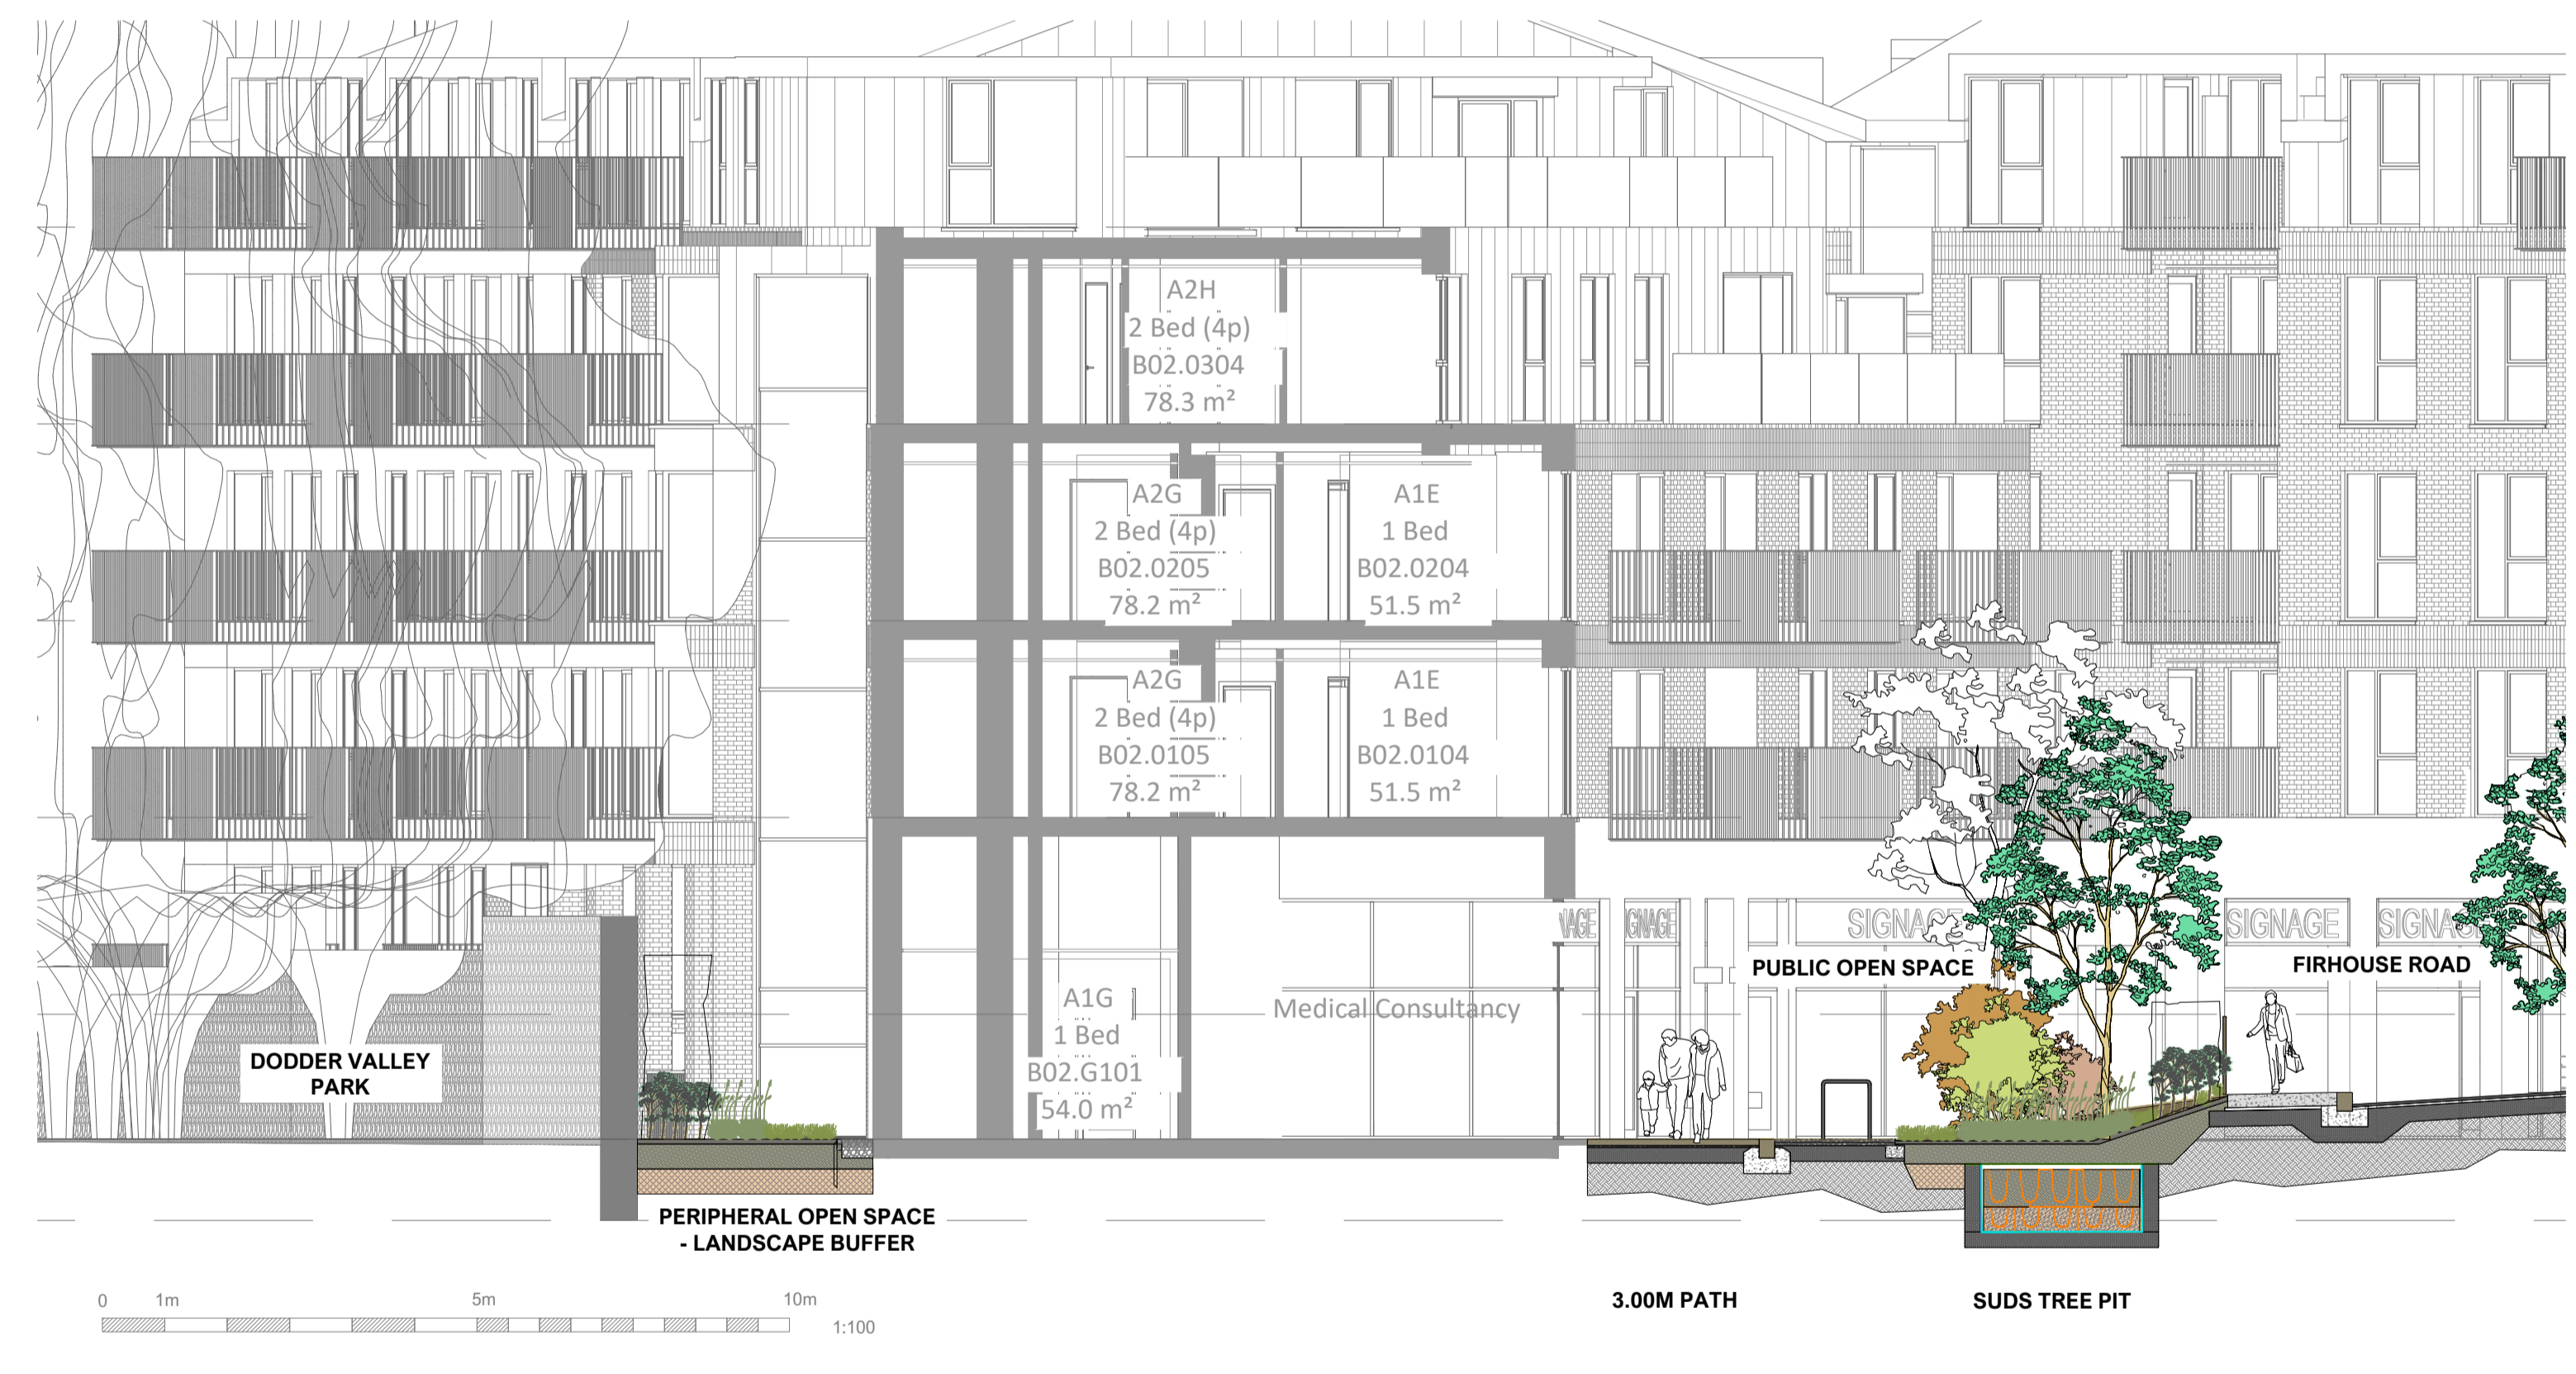 A2H
2 Bed (4p)
B02.0304
78.3 m²
A2G
2 Bed (4p)
B02.0205
78.2 m²
A1E
1 Bed
B02.0204
51.5 m²
A2G
2 Bed (4p)
B02.0105
78.2 m²
A1E
1 Bed
B02.0104
51.5 m²
A1G
1 Bed
B02.G101
54.0 m²
Medical Consultancy
NAGE
IGNAGE
SIGNAGE
SIGNAGE
SIGNAG
PUBLIC OPEN SPACE
FIRHOUSE ROAD
DODDER VALLEY
PARK
PERIPHERAL OPEN SPACE
- LANDSCAPE BUFFER
3.00M PATH
SUDS TREE PIT
0 1m 5m 10m
1:100